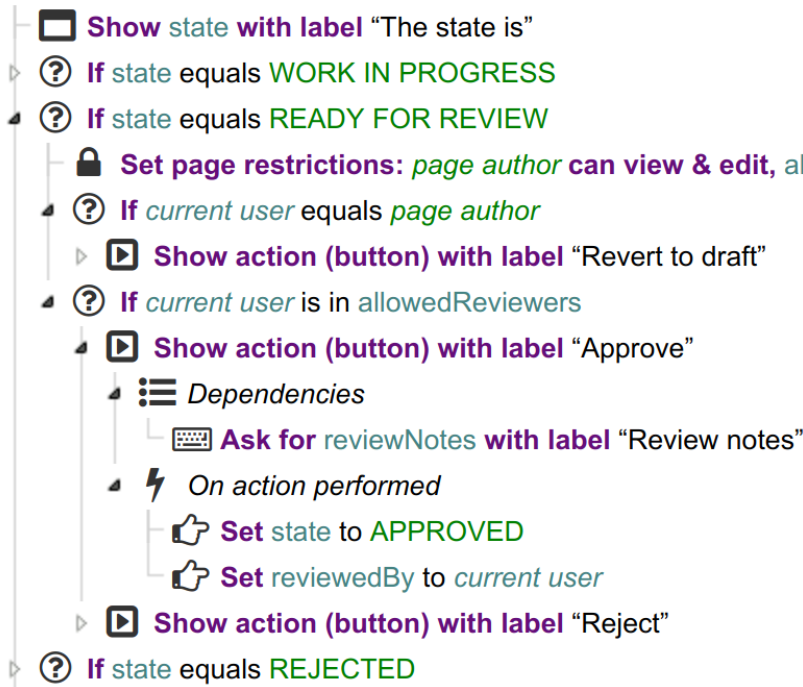 Show state with label “The state is”
If state equals WORK IN PROGRESS
If state equals READY FOR REVIEW
Set page restrictions: page author can view & edit, al
If current user equals page author
Show action (button) with label “Revert to draft”
If current user is in allowedReviewers
Show action (button) with label “Approve”
Dependencies
Ask for reviewNotes with label “Review notes”
On action performed
Set state to APPROVED
Set reviewedBy to current user
Show action (button) with label “Reject”
If state equals REJECTED